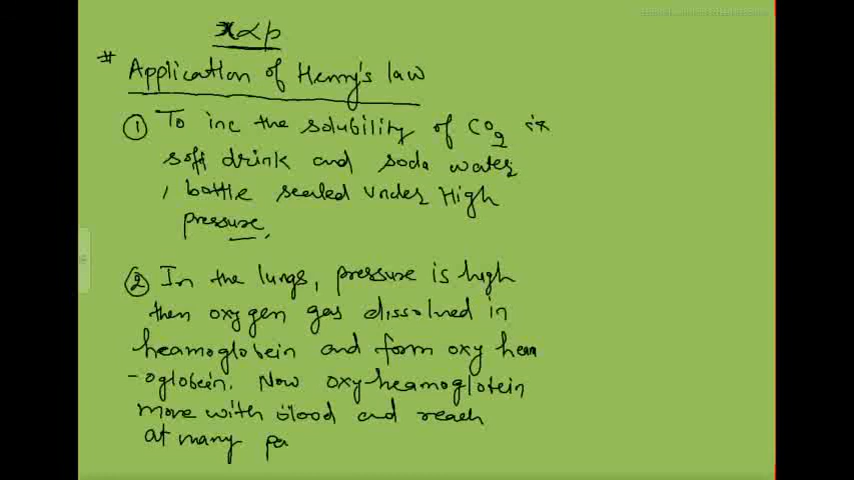 x∝p
# Application of Henry's law
① To inc the solubility of CO2 in
soft drink and soda water
, bottle sealed under High
pressure,
② In the lungs, pressure is high
then oxygen gas dissolved in
heamoglobein and form oxy hem
-oglobein. Now oxy-heamoglobein
move with blood and reach
at many pa